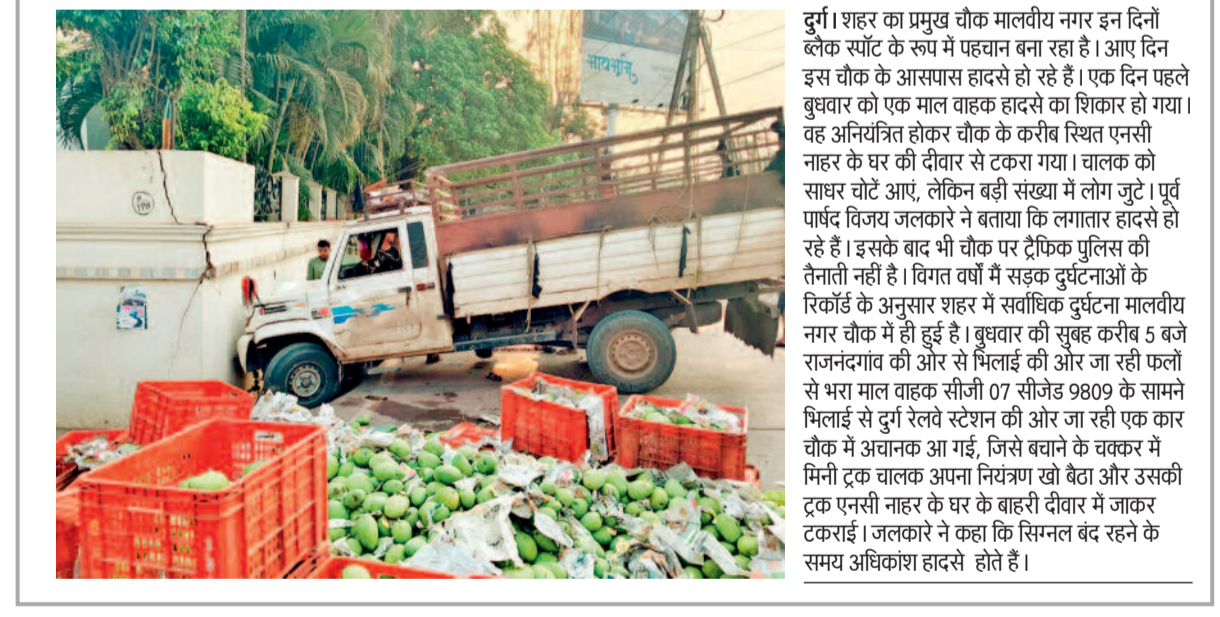 दुर्ग। शहर का प्रमुख चौक मालवीय नगर इन दिनों
ब्लैक स्पॉट के रूप में पहचान बना रहा है। आए दिन
इस चौक के आसपास हादसे हो रहे हैं। एक दिन पहले
बुधवार को एक माल वाहक हादसे का शिकार हो गया।
वह अनियंत्रित होकर चौक के करीब स्थित एनसी
नाहर के घर की दीवार से टकरा गया। चालक को
साधर चोटें आएं, लेकिन बड़ी संख्या में लोग जुटे। पूर्व
पार्षद विजय जलकारे ने बताया कि लगातार हादसे हो
रहे हैं। इसके बाद भी चौक पर ट्रैफिक पुलिस की
तैनाती नहीं है। विगत वर्षों मैं सड़क दुर्घटनाओं के
रिकॉर्ड के अनुसार शहर में सर्वाधिक दुर्घटना मालवीय
नगर चौक में ही हुई है। बुधवार की सुबह करीब 5 बजे
राजनंदगांव की ओर से भिलाई की ओर जा रही फलों
से भरा माल वाहक सीजी 07 सीजेड 9809 के सामने
भिलाई से दुर्ग रेलवे स्टेशन की ओर जा रही एक कार
चौक में अचानक आ गई, जिसे बचाने के चक्कर में
मिनी ट्रक चालक अपना नियंत्रण खो बैठा और उसकी
ट्रक एनसी नाहर के घर के बाहरी दीवार में जाकर
टकराई। जलकारे ने कहा कि सिग्नल बंद रहने के
समय अधिकांश हादसे होते हैं।